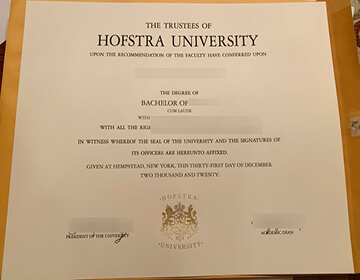 THE TRUSTEES OF
HOFSTRA UNIVERSITY
UPON THE RECOMMENDATION OF THE FACULTY HAVE CONFERRED UPON
THE DEGREE OF
BACHELOR OF
CUM LAUDE
WITH
WITH ALL THE
IN WITNESS WHEREOF THE SEAL OF THE UNIVERSITY AND THE SIGNATURES OF
ITS OFFICERS ARE HEREUNTO AFFIXED.
GIVEN AT HEMPSTEAD, NEW YORK, THIS THIRTY-FIRST DAY OF DECEMBER
TWO THOUSAND AND TWENTY.
·HOFSTRA·
UNIVERSITY·
PRESIDENT OF THE UNIVERSITY
ACADEMIC DEAN